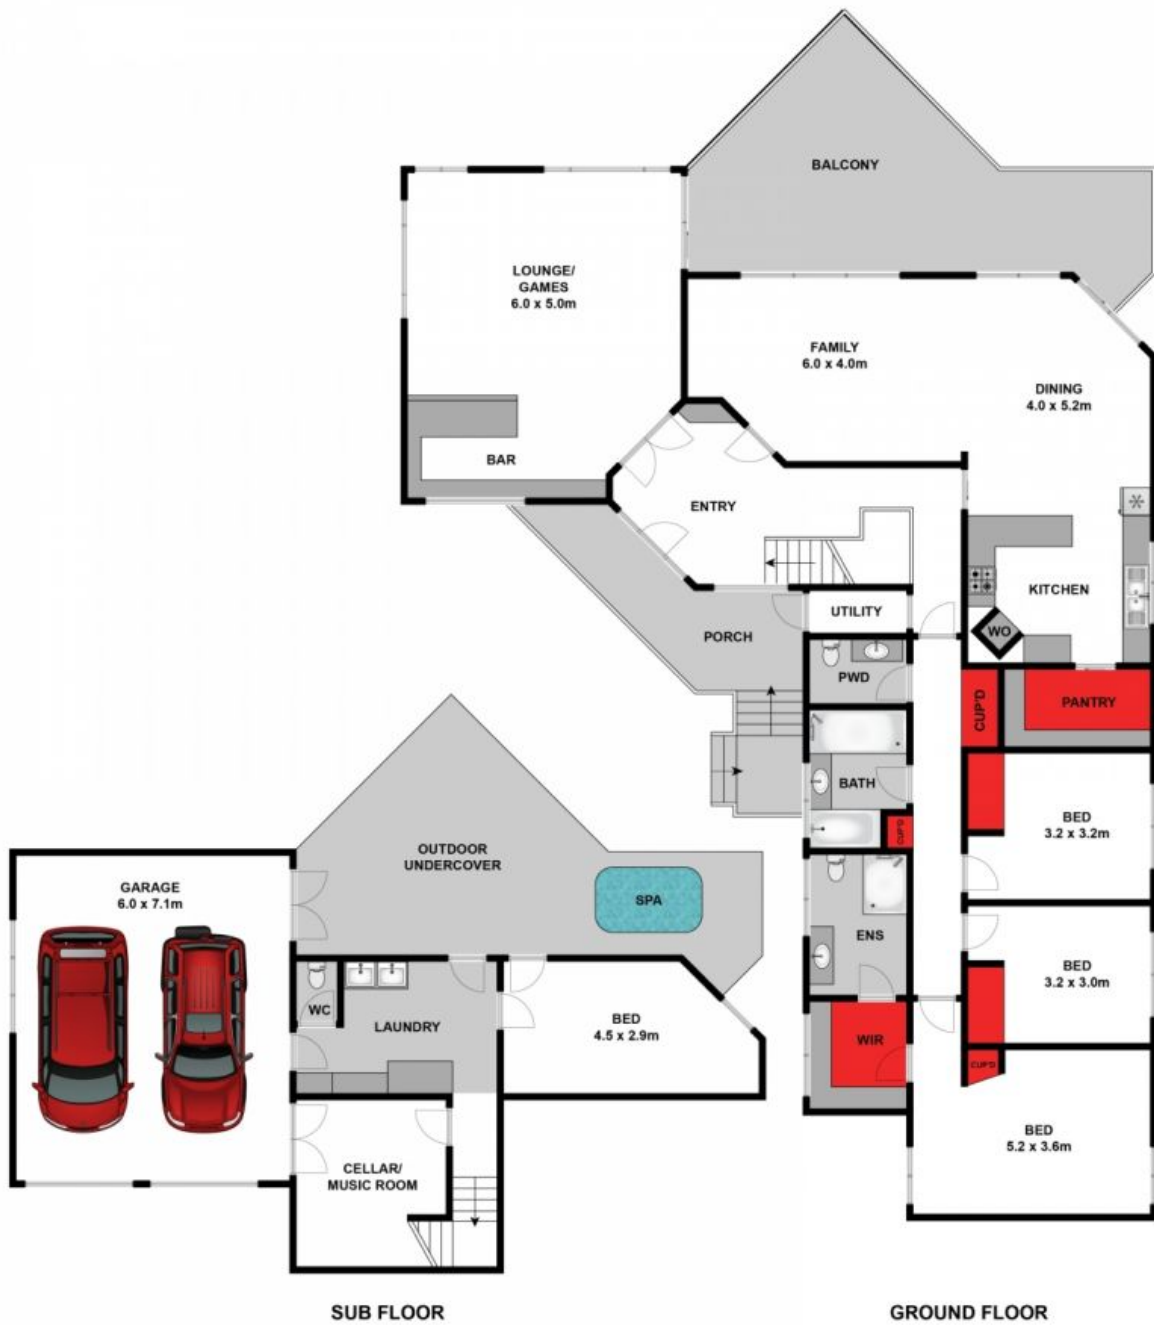 BALCONY
LOUNGE/
GAMES
6.0 x 5.0m
FAMILY
6.0 x 4.0m
DINING
4.0 x 5.2m
BAR
ENTRY
KITCHEN
WO
UTILITY
PORCH
PWD
CUP'D
PANTRY
BATH
CUP'D
BED
3.2 x 3.2m
ENS
BED
3.2 x 3.0m
WIR
CUP'D
BED
5.2 x 3.6m
OUTDOOR
UNDERCOVER
SPA
GARAGE
6.0 x 7.1m
WC
LAUNDRY
BED
4.5 x 2.9m
CELLAR/
MUSIC ROOM
SUB FLOOR
GROUND FLOOR